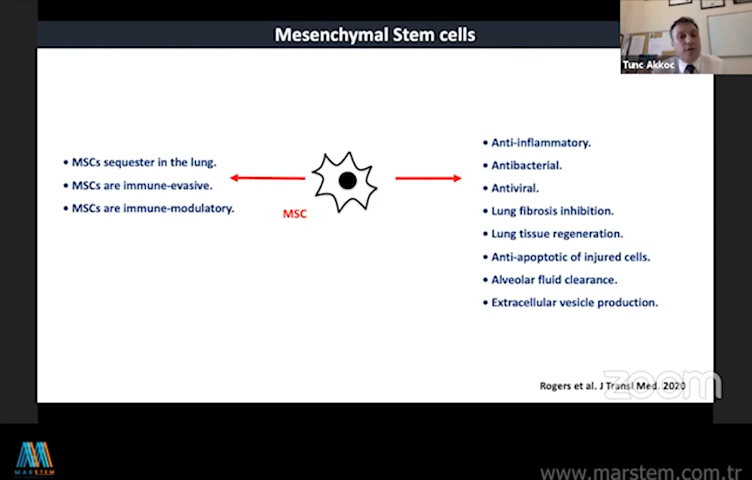 Mesenchymal Stem cells
Tunc Akkoc
• MSCs sequester in the lung.
• MSCs are immune-evasive.
• MSCs are immune-modulatory.
MSC
• Anti-inflammatory.
• Antibacterial.
• Antiviral.
• Lung fibrosis inhibition.
• Lung tissue regeneration.
• Anti-apoptotic of injured cells.
• Alveolar fluid clearance.
• Extracellular vesicle production.
Rogers et al. J Transl Med. 2020
zoom
MARSTEM
www.marstem.com.tr